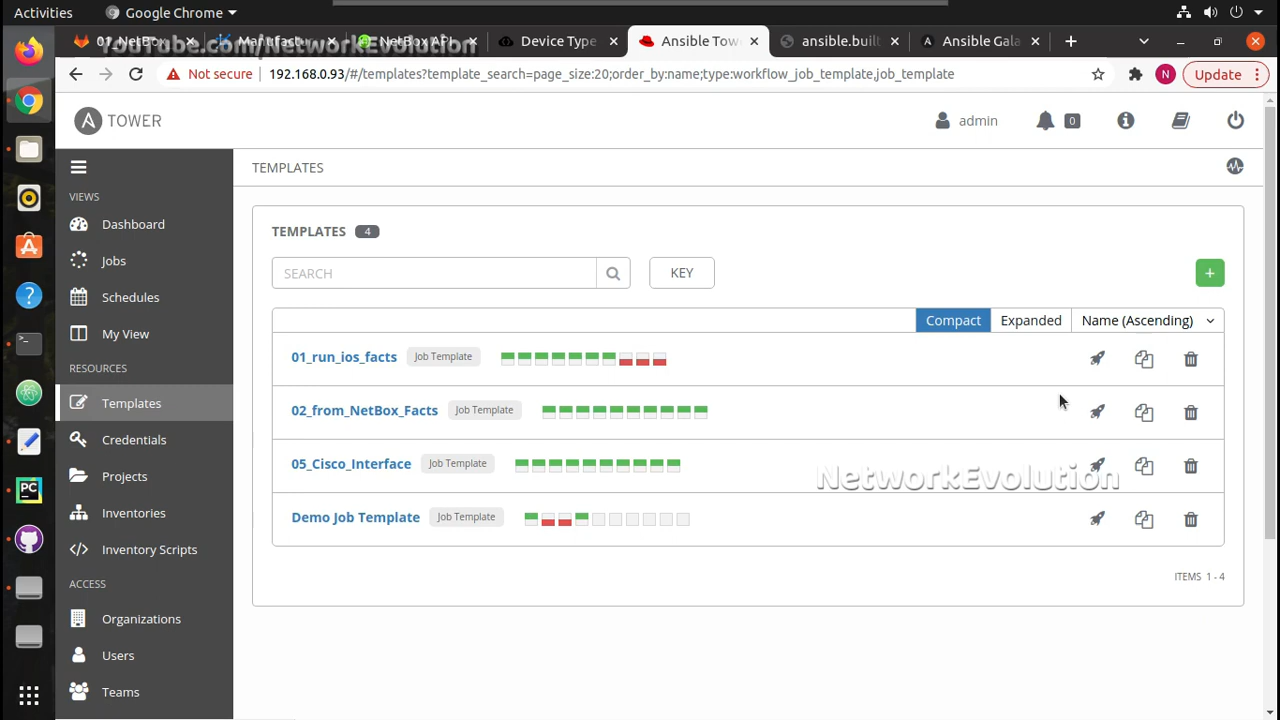 Activities
Google Chrome
Manufactur
NetBox API
Device Type
Ansible Tow
ansible.built
Ansible Gala
youtube.com/NetworkEvolution
Not secure
192.168.0.93/#/templates?template_search=page_size:20;order_by:name;type:workflow_job_template,job_template
N
Update
A TOWER
admin
0
VIEWS
Dashboard
Jobs
Schedules
My View
RESOURCES
Templates
Credentials
Projects
Inventories
Inventory Scripts
ACCESS
Organizations
Users
Teams
TEMPLATES
TEMPLATES 4
SEARCH
KEY
+
Compact Expanded Name (Ascending)
01_run_ios_facts Job Template
02_from_NetBox_Facts Job Template
05_Cisco_Interface Job Template
Demo Job Template Job Template
NetworkEvolution
ITEMS 1 - 4
PC